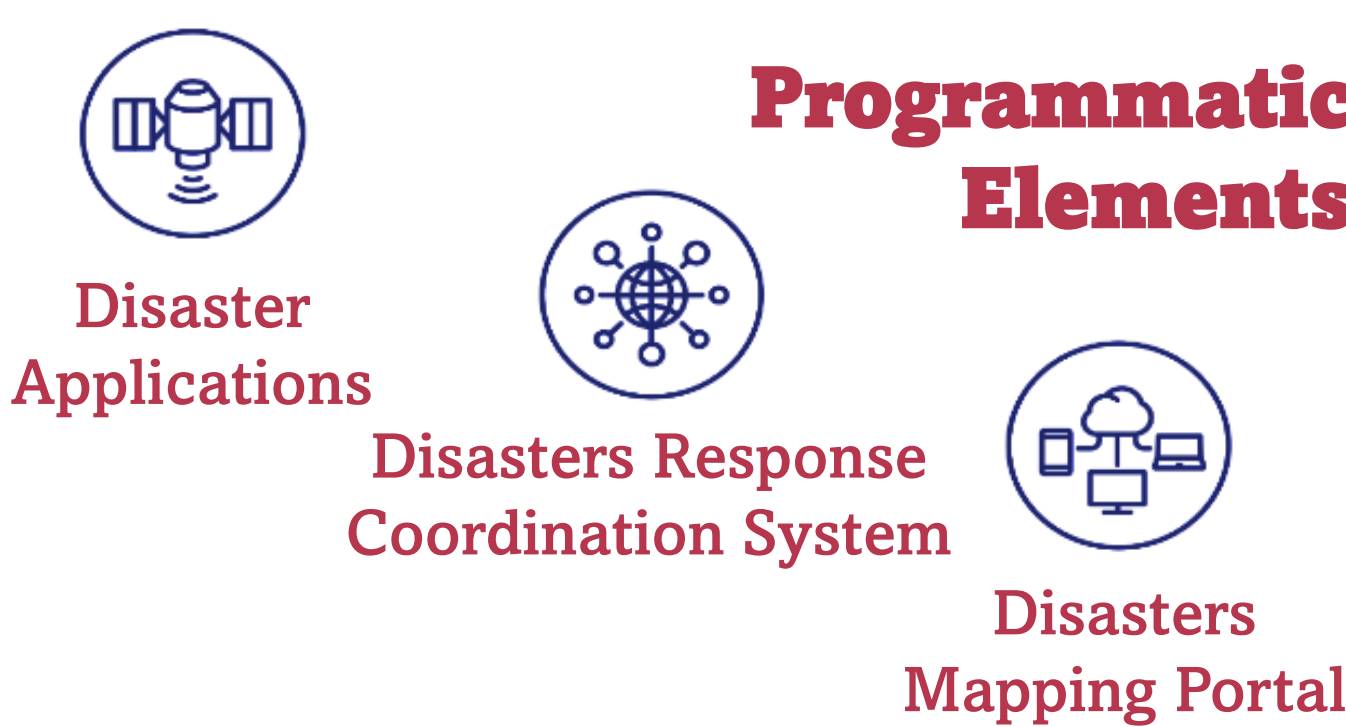 Programmatic
Elements
Disaster
Applications
Disasters Response
Coordination System
Disasters
Mapping Portal